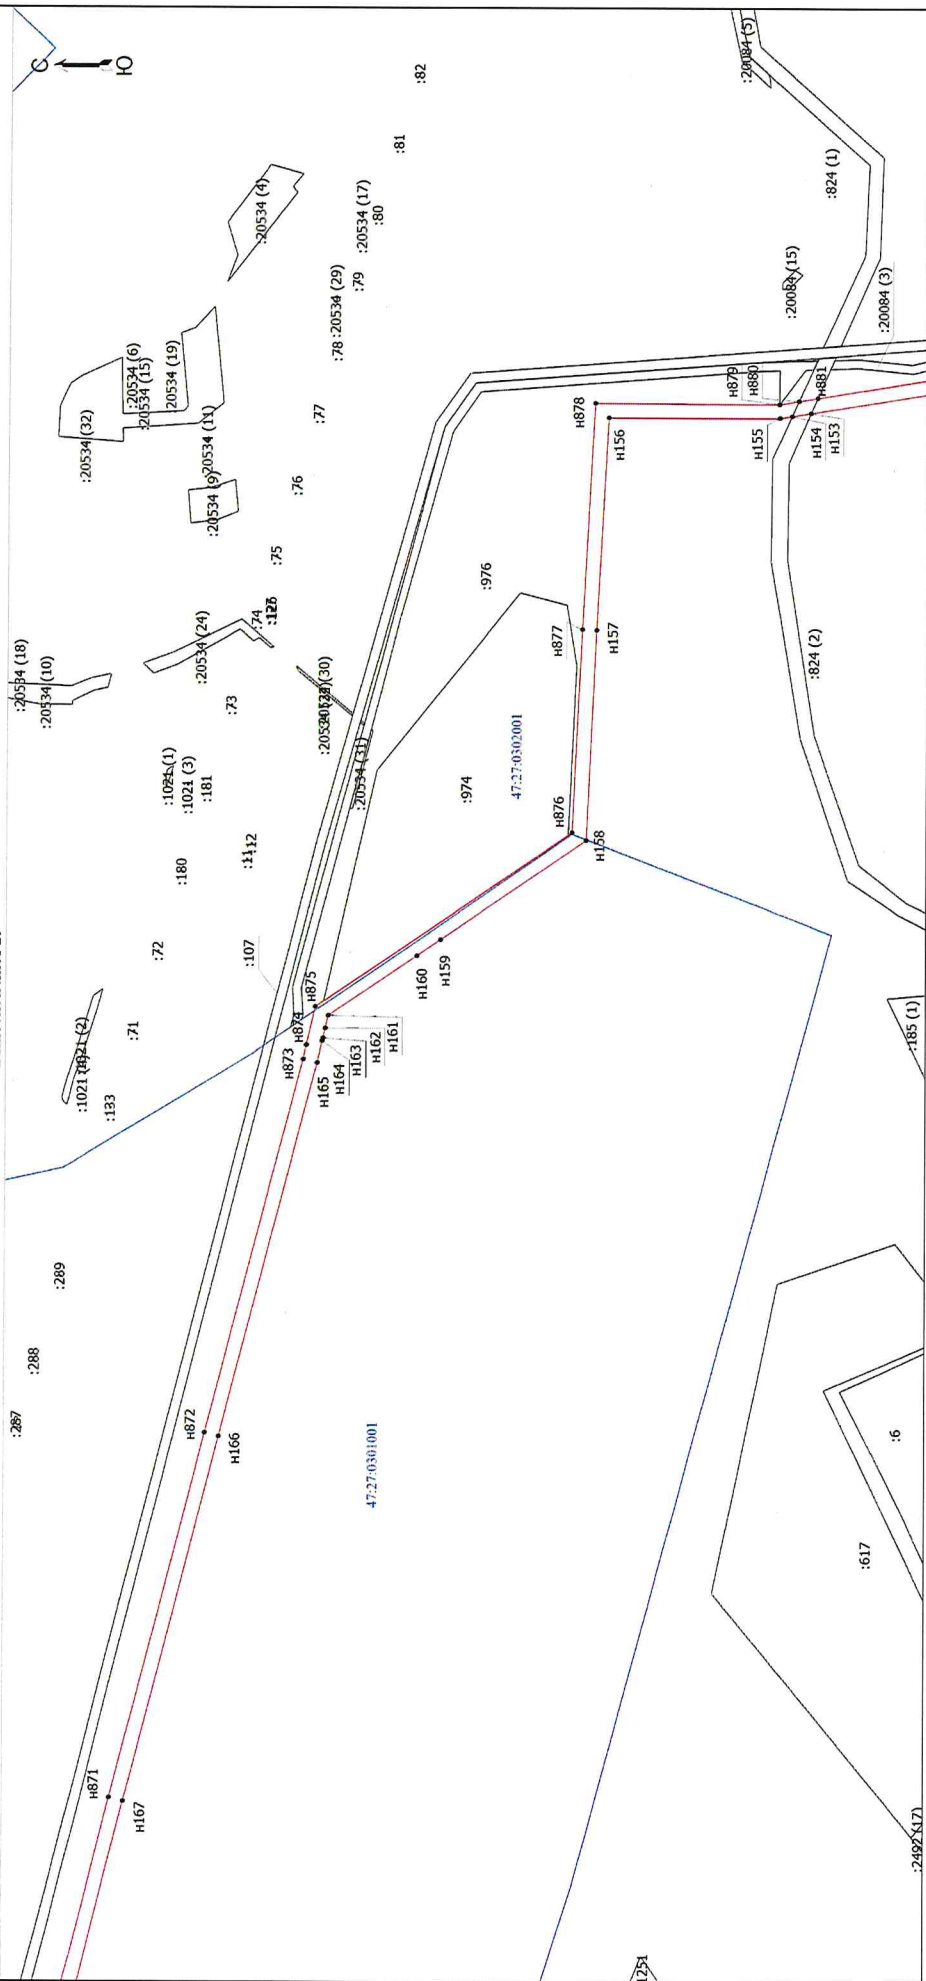 С
Ю
:82
:81
:80
:20534 (17)
:79
:20534 (29)
:78
:77
:76
:75
:74
:73
:72
:71
:20534 (4)
:20534 (6)
:20534 (15)
:20534 (19)
:20534 (32)
:20534 (11)
:20534 (9)
:20534 (24)
:20534 (18)
:20534 (10)
:20534 (30)
:20534 (31)
:1021 (1)
:1021 (3)
:181
:180
:11
:12
:107
:1021 (2)
:133
:289
:288
:287
:20084 (5)
:824 (1)
:20084 (15)
:20084 (3)
:976
:974
47:27:0302001
:824 (2)
:185 (1)
47:27:0301001
:6
:617
:2492 (17)
1251
н871
н872
н873
н874
н875
н876
н877
н878
н879
н880
н881
н153
н154
н155
н156
н157
н158
н159
н160
н161
н162
н163
н164
н165
н166
н167